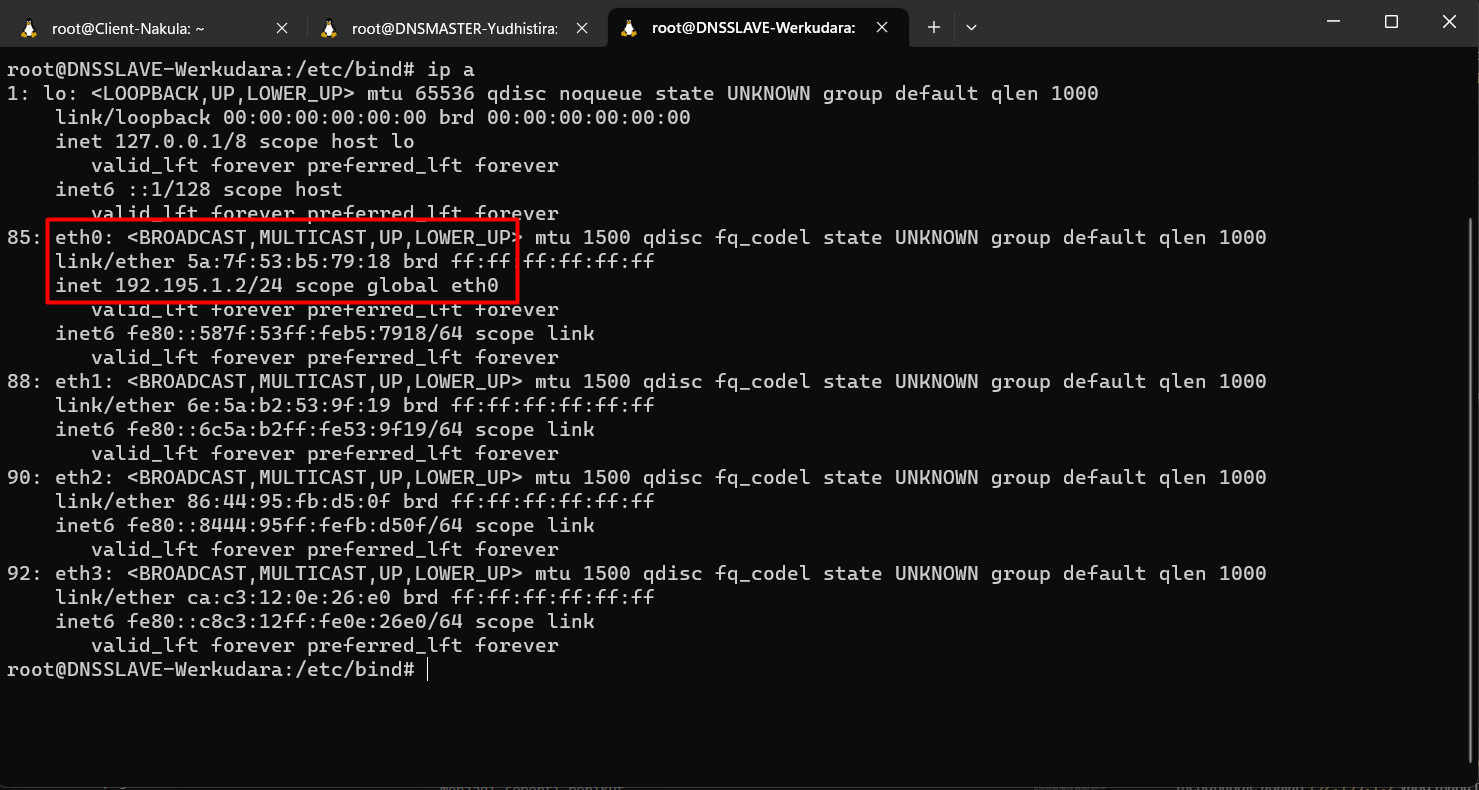 root@Client-Nakula: ~
root@DNSMASTER-Yudhistira:
root@DNSSLAVE-Werkudara:
root@DNSSLAVE-Werkudara:/etc/bind# ip a
1: lo: <LOOPBACK,UP,LOWER_UP> mtu 65536 qdisc noqueue state UNKNOWN group default qlen 1000
    link/loopback 00:00:00:00:00:00 brd 00:00:00:00:00:00
    inet 127.0.0.1/8 scope host lo
       valid_lft forever preferred_lft forever
    inet6 ::1/128 scope host
       valid_lft forever preferred_lft forever
85: eth0: <BROADCAST,MULTICAST,UP,LOWER_UP> mtu 1500 qdisc fq_codel state UNKNOWN group default qlen 1000
    link/ether 5a:7f:53:b5:79:18 brd ff:ff:ff:ff:ff:ff
    inet 192.195.1.2/24 scope global eth0
       valid_lft forever preferred_lft forever
    inet6 fe80::587f:53ff:feb5:7918/64 scope link
       valid_lft forever preferred_lft forever
88: eth1: <BROADCAST,MULTICAST,UP,LOWER_UP> mtu 1500 qdisc fq_codel state UNKNOWN group default qlen 1000
    link/ether 6e:5a:b2:53:9f:19 brd ff:ff:ff:ff:ff:ff
    inet6 fe80::6c5a:b2ff:fe53:9f19/64 scope link
       valid_lft forever preferred_lft forever
90: eth2: <BROADCAST,MULTICAST,UP,LOWER_UP> mtu 1500 qdisc fq_codel state UNKNOWN group default qlen 1000
    link/ether 86:44:95:fb:d5:0f brd ff:ff:ff:ff:ff:ff
    inet6 fe80::8444:95ff:fefb:d50f/64 scope link
       valid_lft forever preferred_lft forever
92: eth3: <BROADCAST,MULTICAST,UP,LOWER_UP> mtu 1500 qdisc fq_codel state UNKNOWN group default qlen 1000
    link/ether ca:c3:12:0e:26:e0 brd ff:ff:ff:ff:ff:ff
    inet6 fe80::c8c3:12ff:fe0e:26e0/64 scope link
       valid_lft forever preferred_lft forever
root@DNSSLAVE-Werkudara:/etc/bind#